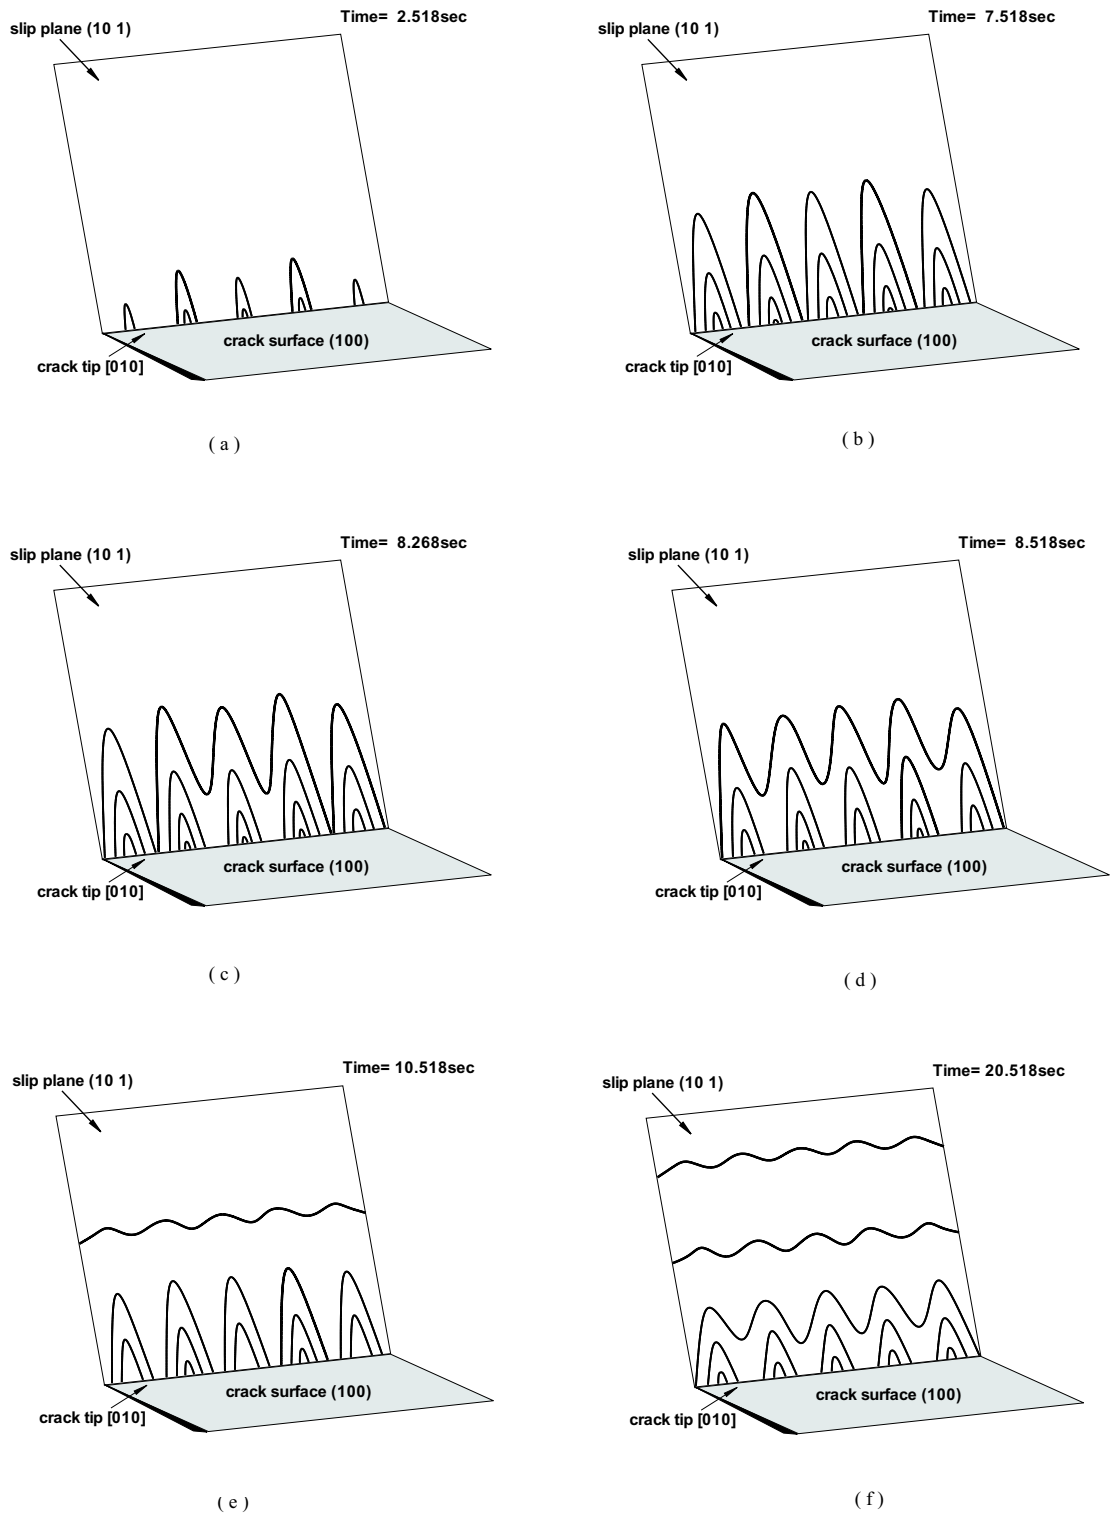 Time= 2.518sec
slip plane (10 1)
crack surface (100)
crack tip [010]
( a )
Time= 7.518sec
slip plane (10 1)
crack surface (100)
crack tip [010]
( b )
Time= 8.268sec
slip plane (10 1)
crack surface (100)
crack tip [010]
( c )
Time= 8.518sec
slip plane (10 1)
crack surface (100)
crack tip [010]
( d )
Time= 10.518sec
slip plane (10 1)
crack surface (100)
crack tip [010]
( e )
Time= 20.518sec
slip plane (10 1)
crack surface (100)
crack tip [010]
( f )